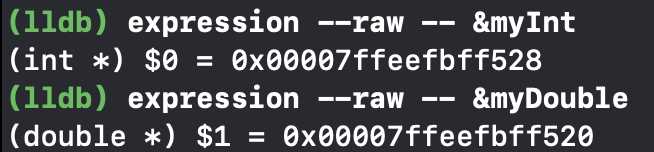 (lldb) expression --raw -- &myInt
(int *) $0 = 0x00007ffeefbff528
(lldb) expression --raw -- &myDouble
(double *) $1 = 0x00007ffeefbff520